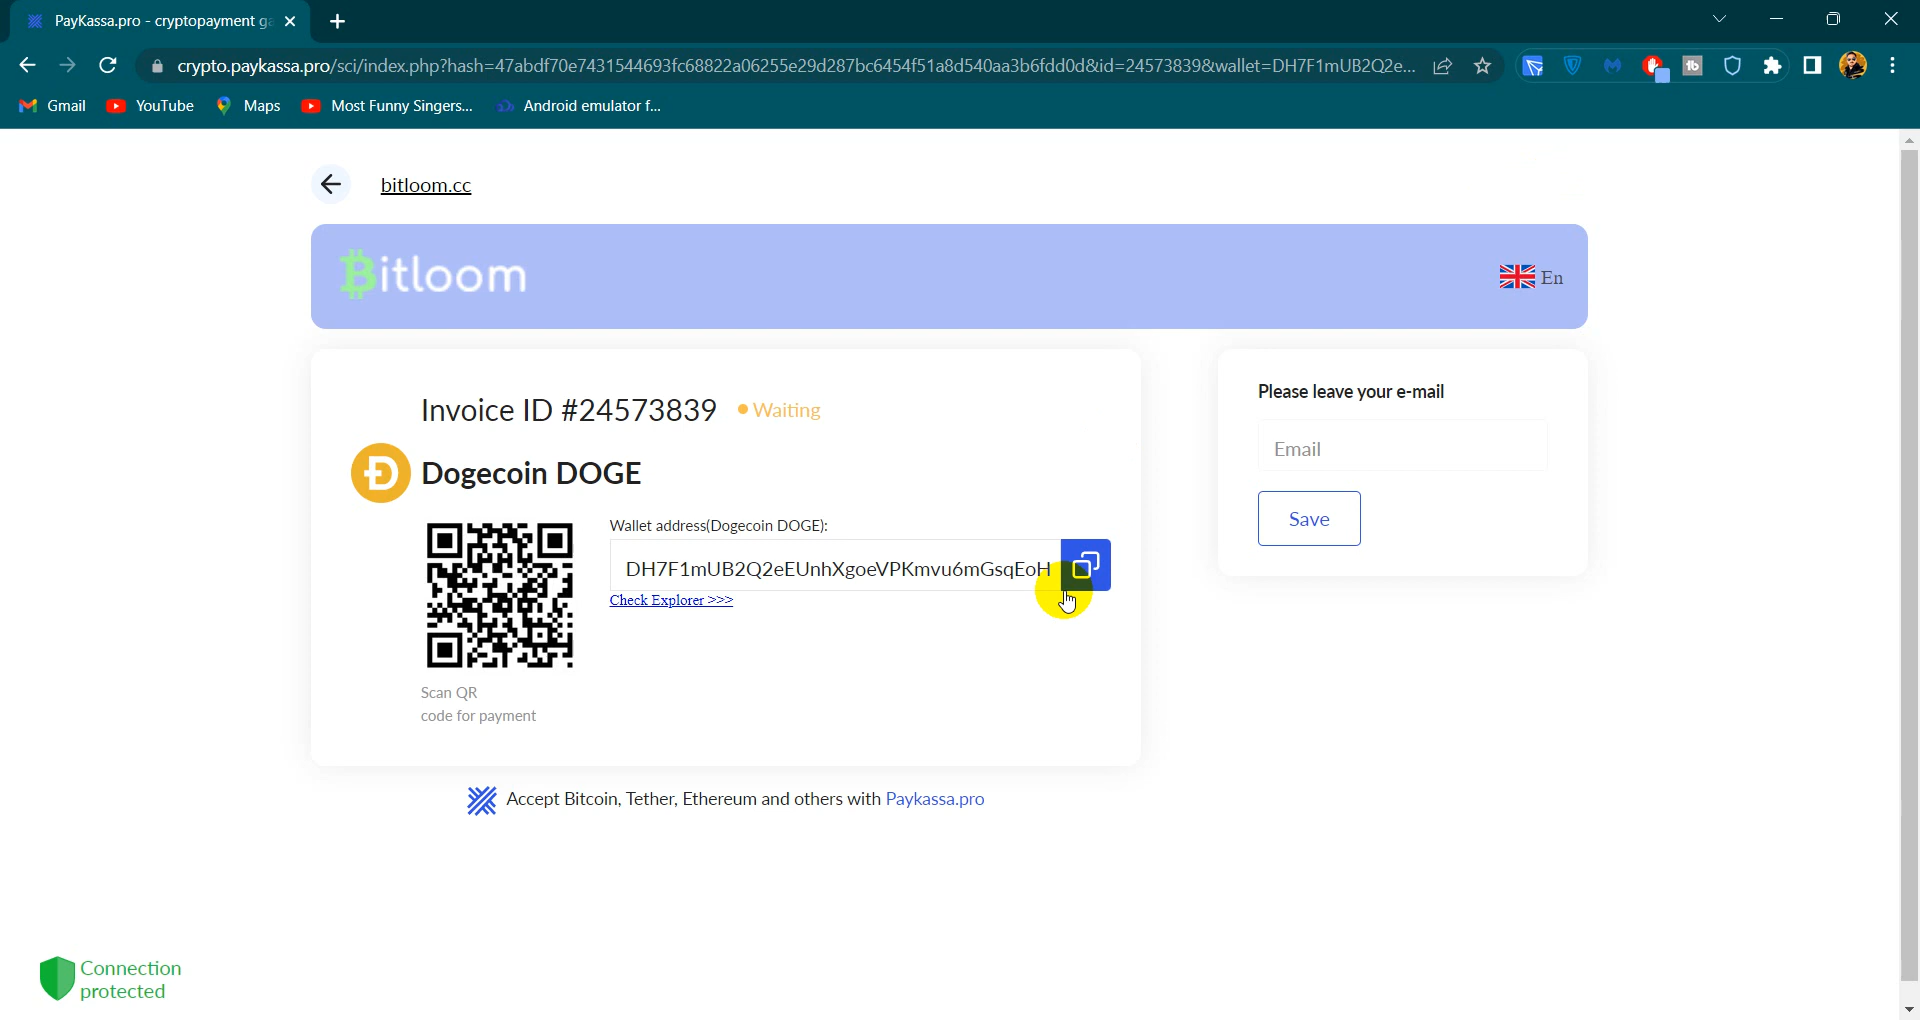 PayKassa.pro - cryptopayment ga
crypto.paykassa.pro/sci/index.php?hash=47abdf70e7431544693fc68822a06255e29d287bc6454f51a8d540aa3b6fdd0d&id=24573839&wallet=DH7F1mUB2Q2e...
Gmail YouTube Maps Most Funny Singers... Android emulator f...
bitloom.cc
Bitloom
En
Invoice ID #24573839 Waiting
Dogecoin DOGE
Wallet address(Dogecoin DOGE):
DH7F1mUB2Q2eEUnhXgoeVPKmvu6mGsqEoH
Check Explorer >>>
Scan QR
code for payment
Please leave your e-mail
Email
Save
Accept Bitcoin, Tether, Ethereum and others with Paykassa.pro
Connection
protected